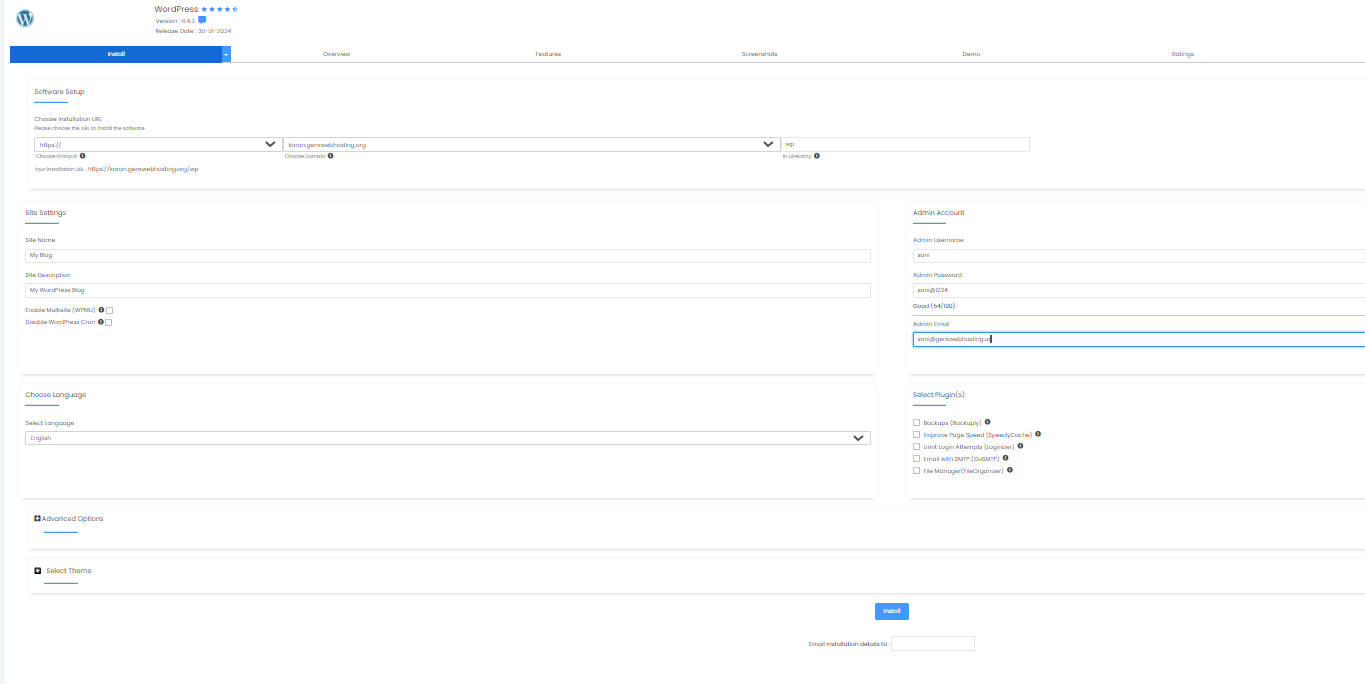 WordPress
Version : 6.4.3
Release Date : 30-01-2024
Install
Overview
Features
Screenshots
Demo
Ratings
Software Setup
Choose Installation URL
Please choose the URL to install the software
https://
karan.genxwebhosting.org
wp
Choose Protocol
Choose Domain
In Directory
Your Installation URL : https://karan.genxwebhosting.org/wp
Site Settings
Site Name
My Blog
Site Description
My WordPress Blog
Enable Multisite (WPMU)
Disable WordPress Cron
Admin Account
Admin Username
soni
Admin Password
soni@1234
Good (54/100)
Admin Email
soni@genxwebhosting.us
Choose Language
Select Language
English
Select Plugin(s)
Backups (Backuply)
Improve Page Speed (SpeedyCache)
Limit Login Attempts (Loginizer)
Email with SMTP (GoSMTP)
File Manager(FileOrganizer)
Advanced Options
Select Theme
Install
Email installation details to :